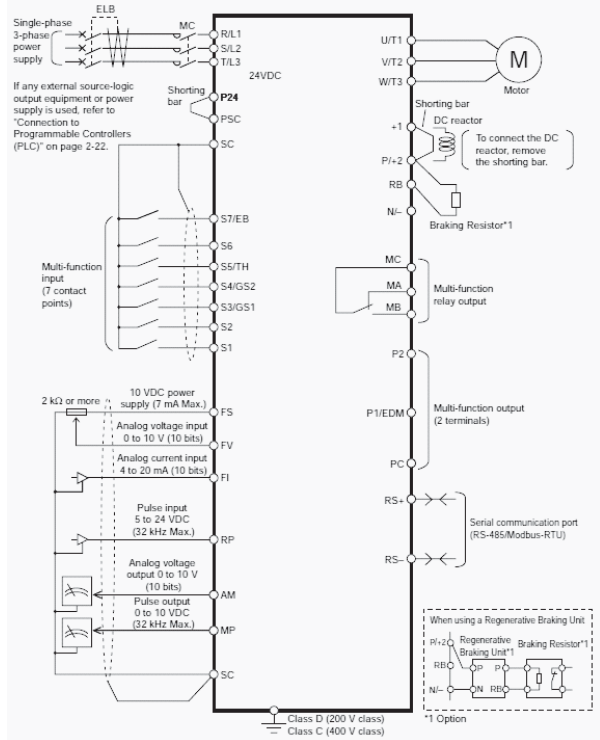 ELB
MC
Single-phase
3-phase
power
supply
R/L1
S/L2
T/L3
24VDC
If any external source-logic
output equipment or power
supply is used, refer to
"Connection to
Programmable Controllers
(PLC)" on page 2-22.
Shorting
bar
P24
PSC
SC
S7/EB
S6
S5/TH
S4/GS2
S3/GS1
S2
S1
Multi-function
input
(7 contact
points)
2 kΩ or more
10 VDC power
supply (7 mA Max.)
FS
Analog voltage input
0 to 10 V (10 bits)
FV
Analog current input
4 to 20 mA (10 bits)
FI
Pulse input
5 to 24 VDC
(32 kHz Max.)
RP
Analog voltage
output 0 to 10 V
(10 bits)
AM
Pulse output
0 to 10 VDC
(32 kHz Max.)
MP
SC
U/T1
V/T2
W/T3
M
Motor
Shorting bar
+1
DC reactor
To connect the DC
reactor, remove
the shorting bar.
P/+2
RB
N/–
Braking Resistor*1
MC
MA
MB
Multi-function
relay output
P2
P1/EDM
PC
Multi-function output
(2 terminals)
RS+
RS–
Serial communication port
(RS-485/Modbus-RTU)
When using a Regenerative Braking Unit
P/+2
Regenerative
Braking Unit*1
Braking Resistor*1
RB
P
P
N/–
N
RB
*1 Option
Class D (200 V class)
Class C (400 V class)